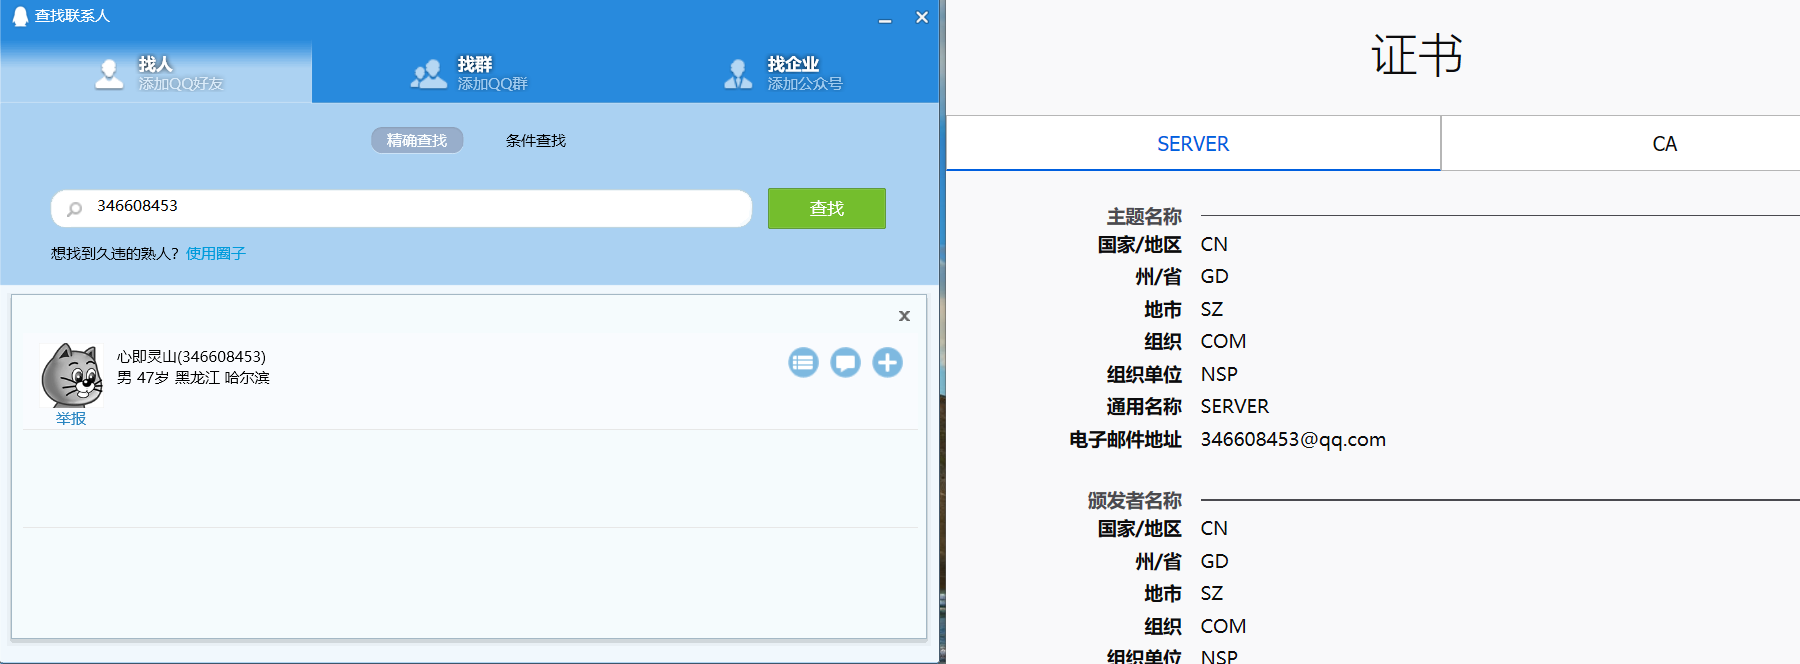 查找联系人
找人
添加QQ好友
找群
添加QQ群
找企业
添加公众号
精确查找
条件查找
346608453
查找
想找到久违的熟人? 使用圈子
x
心即灵山(346608453)
男 47岁 黑龙江 哈尔滨
举报
证书
SERVER
CA
主题名称
国家/地区 CN
州/省 GD
地市 SZ
组织 COM
组织单位 NSP
通用名称 SERVER
电子邮件地址 346608453@qq.com
颁发者名称
国家/地区 CN
州/省 GD
地市 SZ
组织 COM
组织单位 NSP